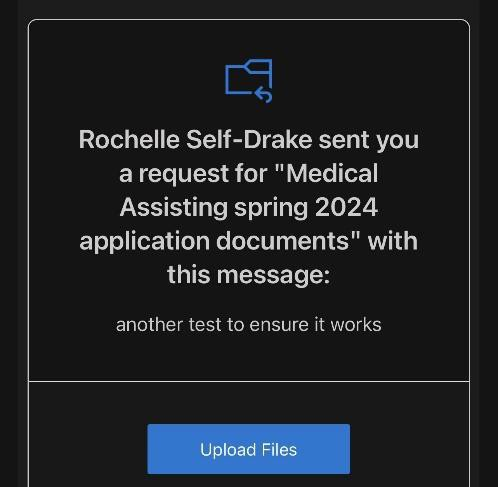 Rochelle Self-Drake sent you
a request for "Medical
Assisting spring 2024
application documents" with
this message:
another test to ensure it works
Upload Files